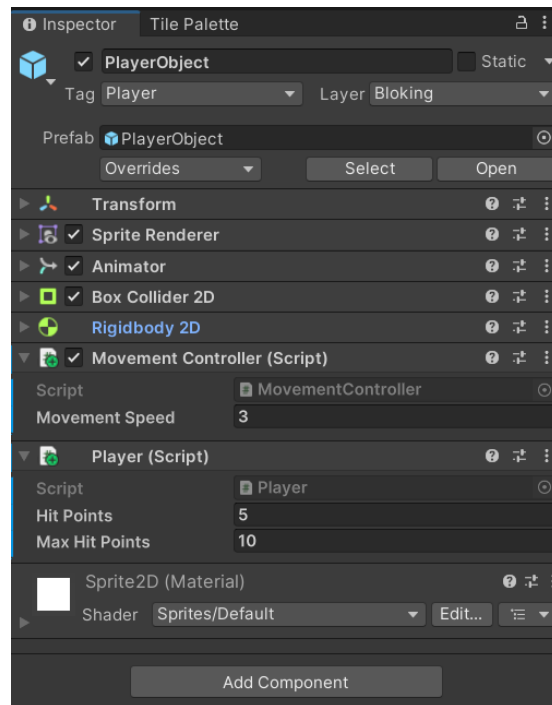 Inspector Tile Palette
PlayerObject Static
Tag Player Layer Bloking
Prefab PlayerObject
Overrides Select Open
Transform
Sprite Renderer
Animator
Box Collider 2D
Rigidbody 2D
Movement Controller (Script)
Script MovementController
Movement Speed 3
Player (Script)
Script Player
Hit Points 5
Max Hit Points 10
Sprite2D (Material)
Shader Sprites/Default Edit...
Add Component